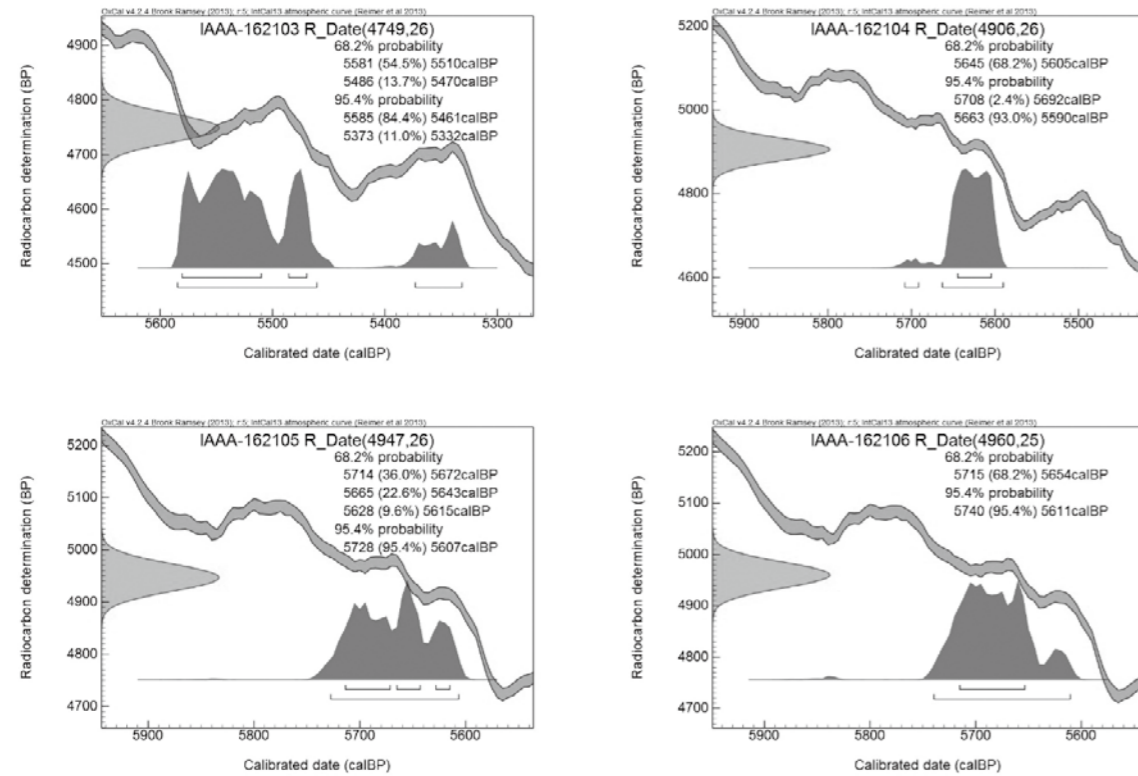 OxCal v4.2.4 Bronk Ramsey (2013); r:5; IntCal13 atmospheric curve (Reimer et al 2013)
IAAA-162103 R_Date(4749,26)
68.2% probability
5581 (54.5%) 5510calBP
5486 (13.7%) 5470calBP
95.4% probability
5585 (84.4%) 5461calBP
5373 (11.0%) 5332calBP
Radiocarbon determination (BP)
4900
4800
4700
4600
4500
5600
5500
5400
5300
Calibrated date (calBP)
OxCal v4.2.4 Bronk Ramsey (2013); r:5; IntCal13 atmospheric curve (Reimer et al 2013)
IAAA-162104 R_Date(4906,26)
68.2% probability
5645 (68.2%) 5605calBP
95.4% probability
5708 (2.4%) 5692calBP
5663 (93.0%) 5590calBP
Radiocarbon determination (BP)
5200
5000
4800
4600
5900
5800
5700
5600
5500
Calibrated date (calBP)
OxCal v4.2.4 Bronk Ramsey (2013); r:5; IntCal13 atmospheric curve (Reimer et al 2013)
IAAA-162105 R_Date(4947,26)
68.2% probability
5714 (36.0%) 5672calBP
5665 (22.6%) 5643calBP
5628 (9.6%) 5615calBP
95.4% probability
5728 (95.4%) 5607calBP
Radiocarbon determination (BP)
5200
5100
5000
4900
4800
4700
5900
5800
5700
5600
Calibrated date (calBP)
OxCal v4.2.4 Bronk Ramsey (2013); r:5; IntCal13 atmospheric curve (Reimer et al 2013)
IAAA-162106 R_Date(4960,25)
68.2% probability
5715 (68.2%) 5654calBP
95.4% probability
5740 (95.4%) 5611calBP
Radiocarbon determination (BP)
5200
5100
5000
4900
4800
4700
5900
5800
5700
5600
Calibrated date (calBP)